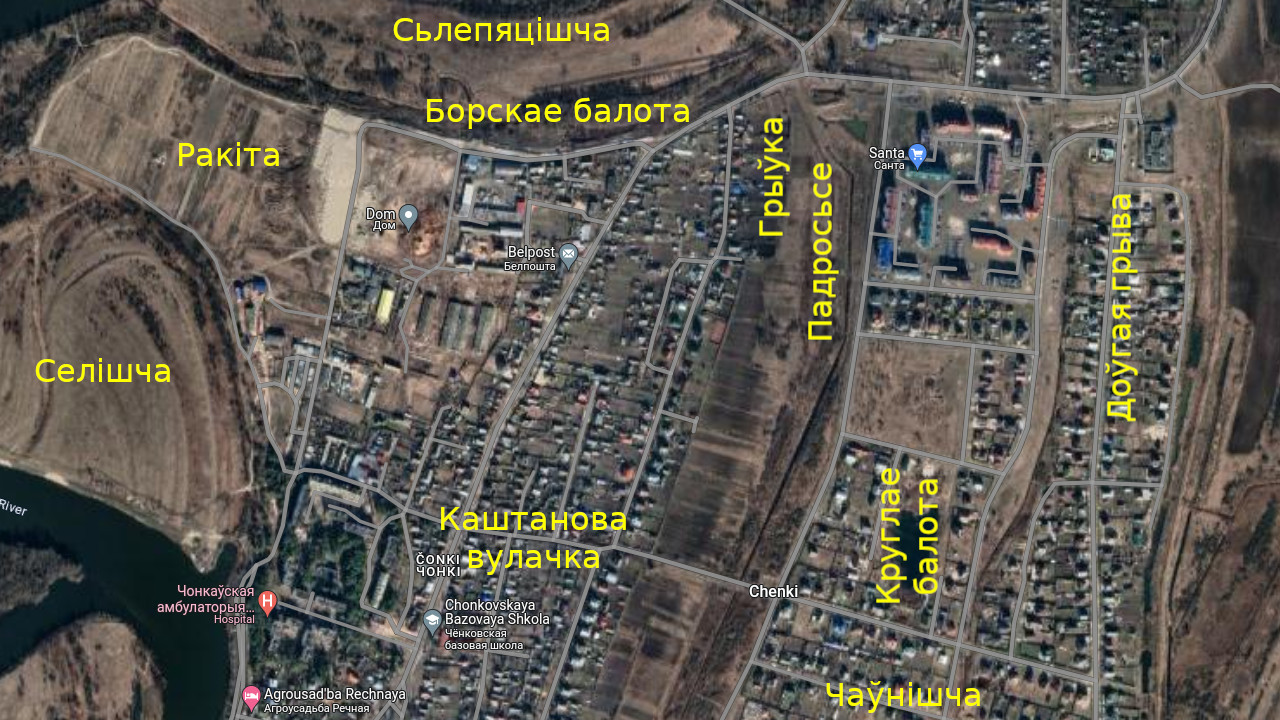 Сьлепяцішча
Борскае балота
Ракіта
Грыўка
Падросьсе
Santa
Санта
Dom
Дом
Belpost
Белпошта
Доўгая грыва
Селішча
River
Круглае
балота
Каштанова
вулачка
ČONKI
ЧОНКІ
Chenki
Чонкаўская
амбулаторыя...
Hospital
Chonkovskaya
Bazovaya Shkola
Чёнковская
базовая школа
Agrousad'ba Rechnaya
Агроусадьба Речная
Чаўнішча